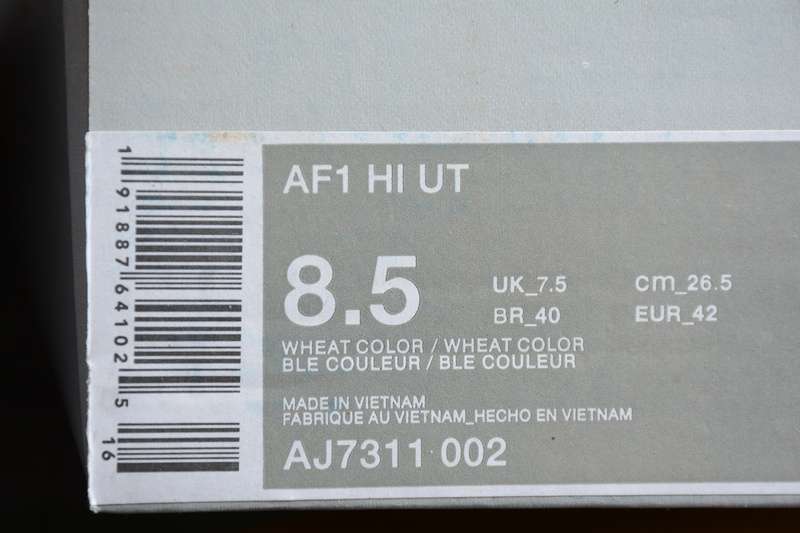 1 91887 64102 5
16
AF1 HI UT
8.5
UK_7.5 cm_26.5
BR_40 EUR_42
WHEAT COLOR / WHEAT COLOR
BLE COULEUR / BLE COULEUR
MADE IN VIETNAM
FABRIQUE AU VIETNAM_HECHO EN VIETNAM
AJ7311 002